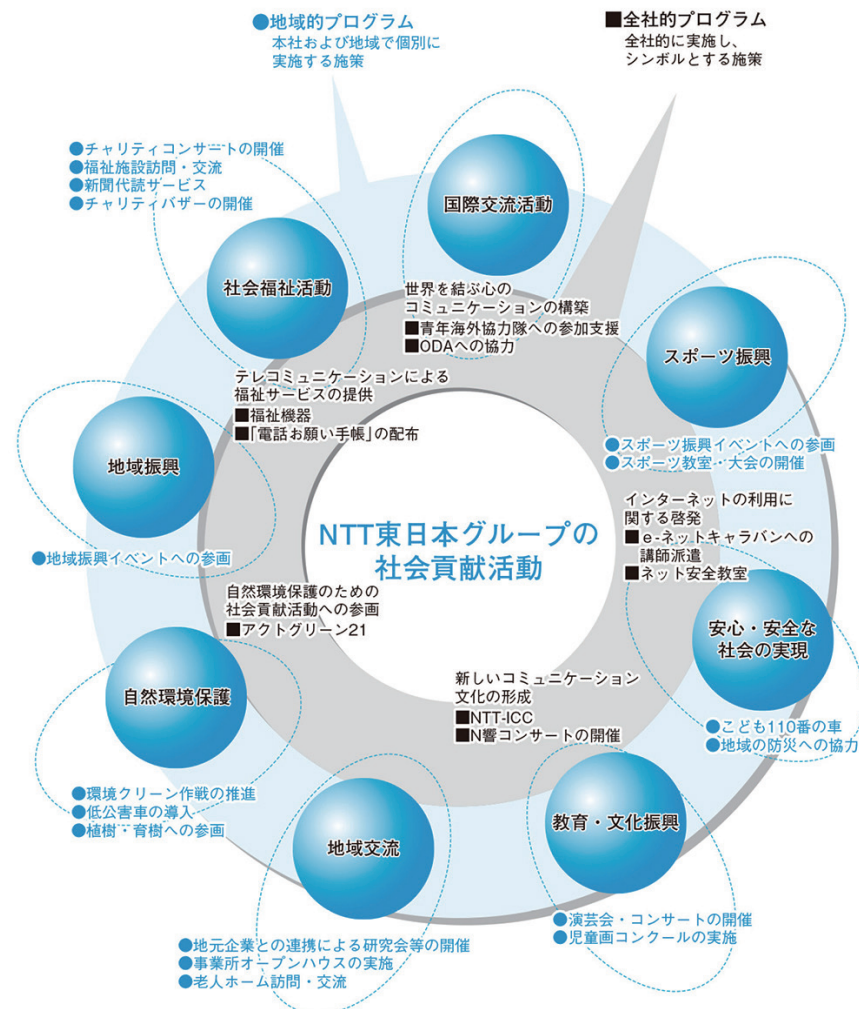 ●地域的プログラム
本社および地域で個別に
実施する施策
■全社的プログラム
全社的に実施し、
シンボルとする施策
●チャリティコンサートの開催
●福祉施設訪問・交流
●新聞代読サービス
●チャリティバザーの開催
国際交流活動
世界を結ぶ心の
コミュニケーションの構築
■青年海外協力隊への参加支援
■ODAへの協力
社会福祉活動
テレコミュニケーションによる
福祉サービスの提供
■福祉機器
■「電話お願い手帳」の配布
スポーツ振興
●スポーツ振興イベントへの参画
●スポーツ教室・大会の開催
地域振興
●地域振興イベントへの参画
NTT東日本グループの
社会貢献活動
インターネットの利用に
関する啓発
■e-ネットキャラバンへの
講師派遣
■ネット安全教室
安心・安全な
社会の実現
●こども110番の車
●地域の防災への協力
自然環境保護のための
社会貢献活動への参画
■アクトグリーン21
自然環境保護
●環境クリーン作戦の推進
●低公害車の導入
●植樹・育樹への参画
新しいコミュニケーション
文化の形成
■NTT-ICC
■N響コンサートの開催
教育・文化振興
●演芸会・コンサートの開催
●児童画コンクールの実施
地域交流
●地元企業との連携による研究会等の開催
●事業所オープンハウスの実施
●老人ホーム訪問・交流